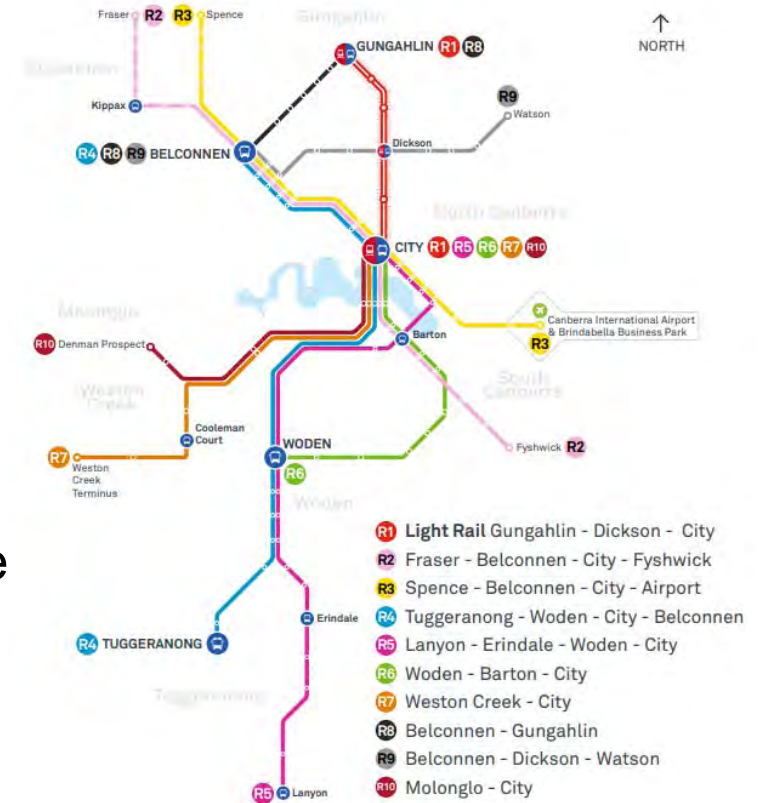 Fraser R2 R3 Spence
Gungahlin
NORTH
GUNGAHLIN R1 R8
Kippax
R9
Watson
Dickson
R4 R8 R9 BELCONNEN
North Canberra
CITY R1 R5 R6 R7 R10
Molonglo
Canberra International Airport
& Brindabella Business Park
R3
Barton
R10 Denman Prospect
South
Canberra
Weston
Creek
Cooleman
Court
WODEN
R6
Fyshwick R2
R7 Weston
Creek
Terminus
Woden
e
R1 Light Rail Gungahlin - Dickson - City
R2 Fraser - Belconnen - City - Fyshwick
R3 Spence - Belconnen - City - Airport
R4 Tuggeranong - Woden - City - Belconnen
R5 Lanyon - Erindale - Woden - City
R6 Woden - Barton - City
R7 Weston Creek - City
R8 Belconnen - Gungahlin
R9 Belconnen - Dickson - Watson
R10 Molonglo - City
Erindale
R4 TUGGERANONG
Tuggeranong
R5 Lanyon